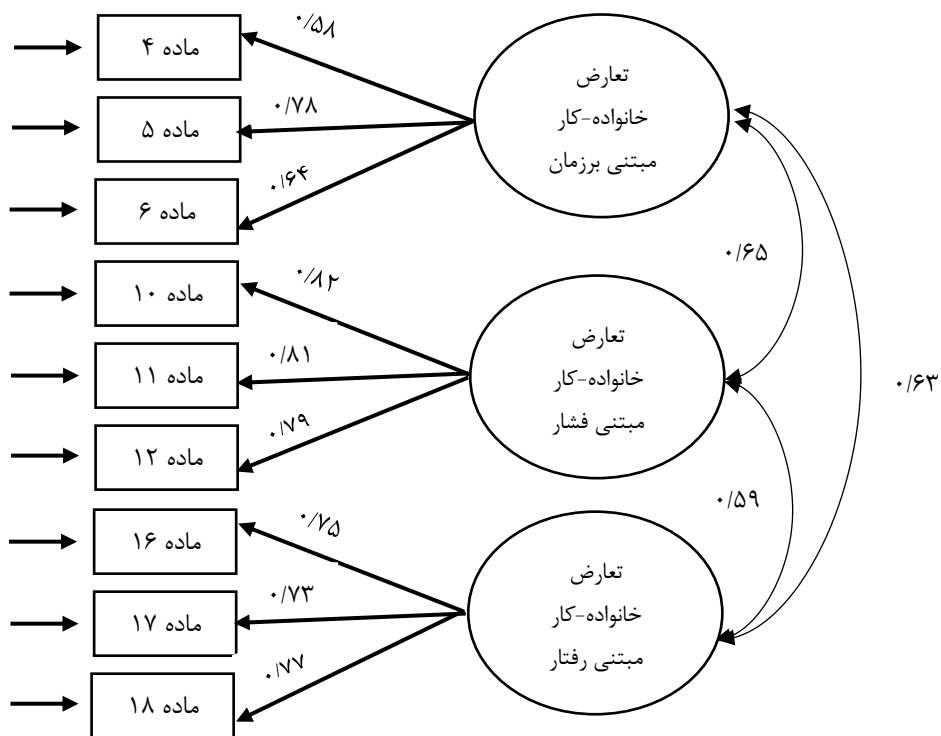 ماده ۴
۰/۵۸
ماده ۵
۰/۷۸
ماده ۶
۰/۶۴
تعارض
خانواده-کار
مبتنی برزمان
۰/۶۵
۰/۶۳
ماده ۱۰
۰/۸۲
ماده ۱۱
۰/۸۱
ماده ۱۲
۰/۷۹
تعارض
خانواده-کار
مبتنی فشار
۰/۵۹
ماده ۱۶
۰/۷۵
ماده ۱۷
۰/۷۳
ماده ۱۸
۰/۷۷
تعارض
خانواده-کار
مبتنی رفتار